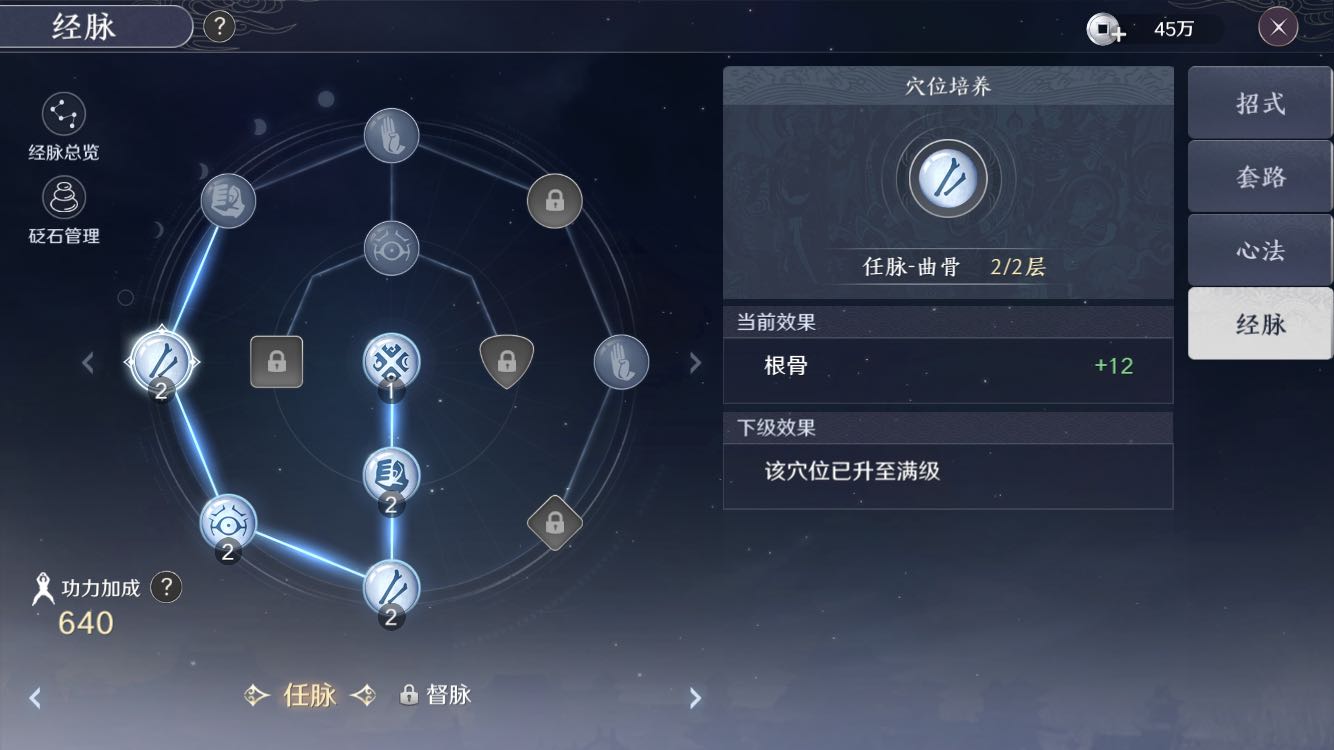 经脉
?
45万
经脉总览
砭石管理
2
2
1
2
2
功力加成
?
640
任脉
督脉
穴位培养
任脉-曲骨 2/2层
当前效果
根骨 +12
下级效果
该穴位已升至满级
招式
套路
心法
经脉